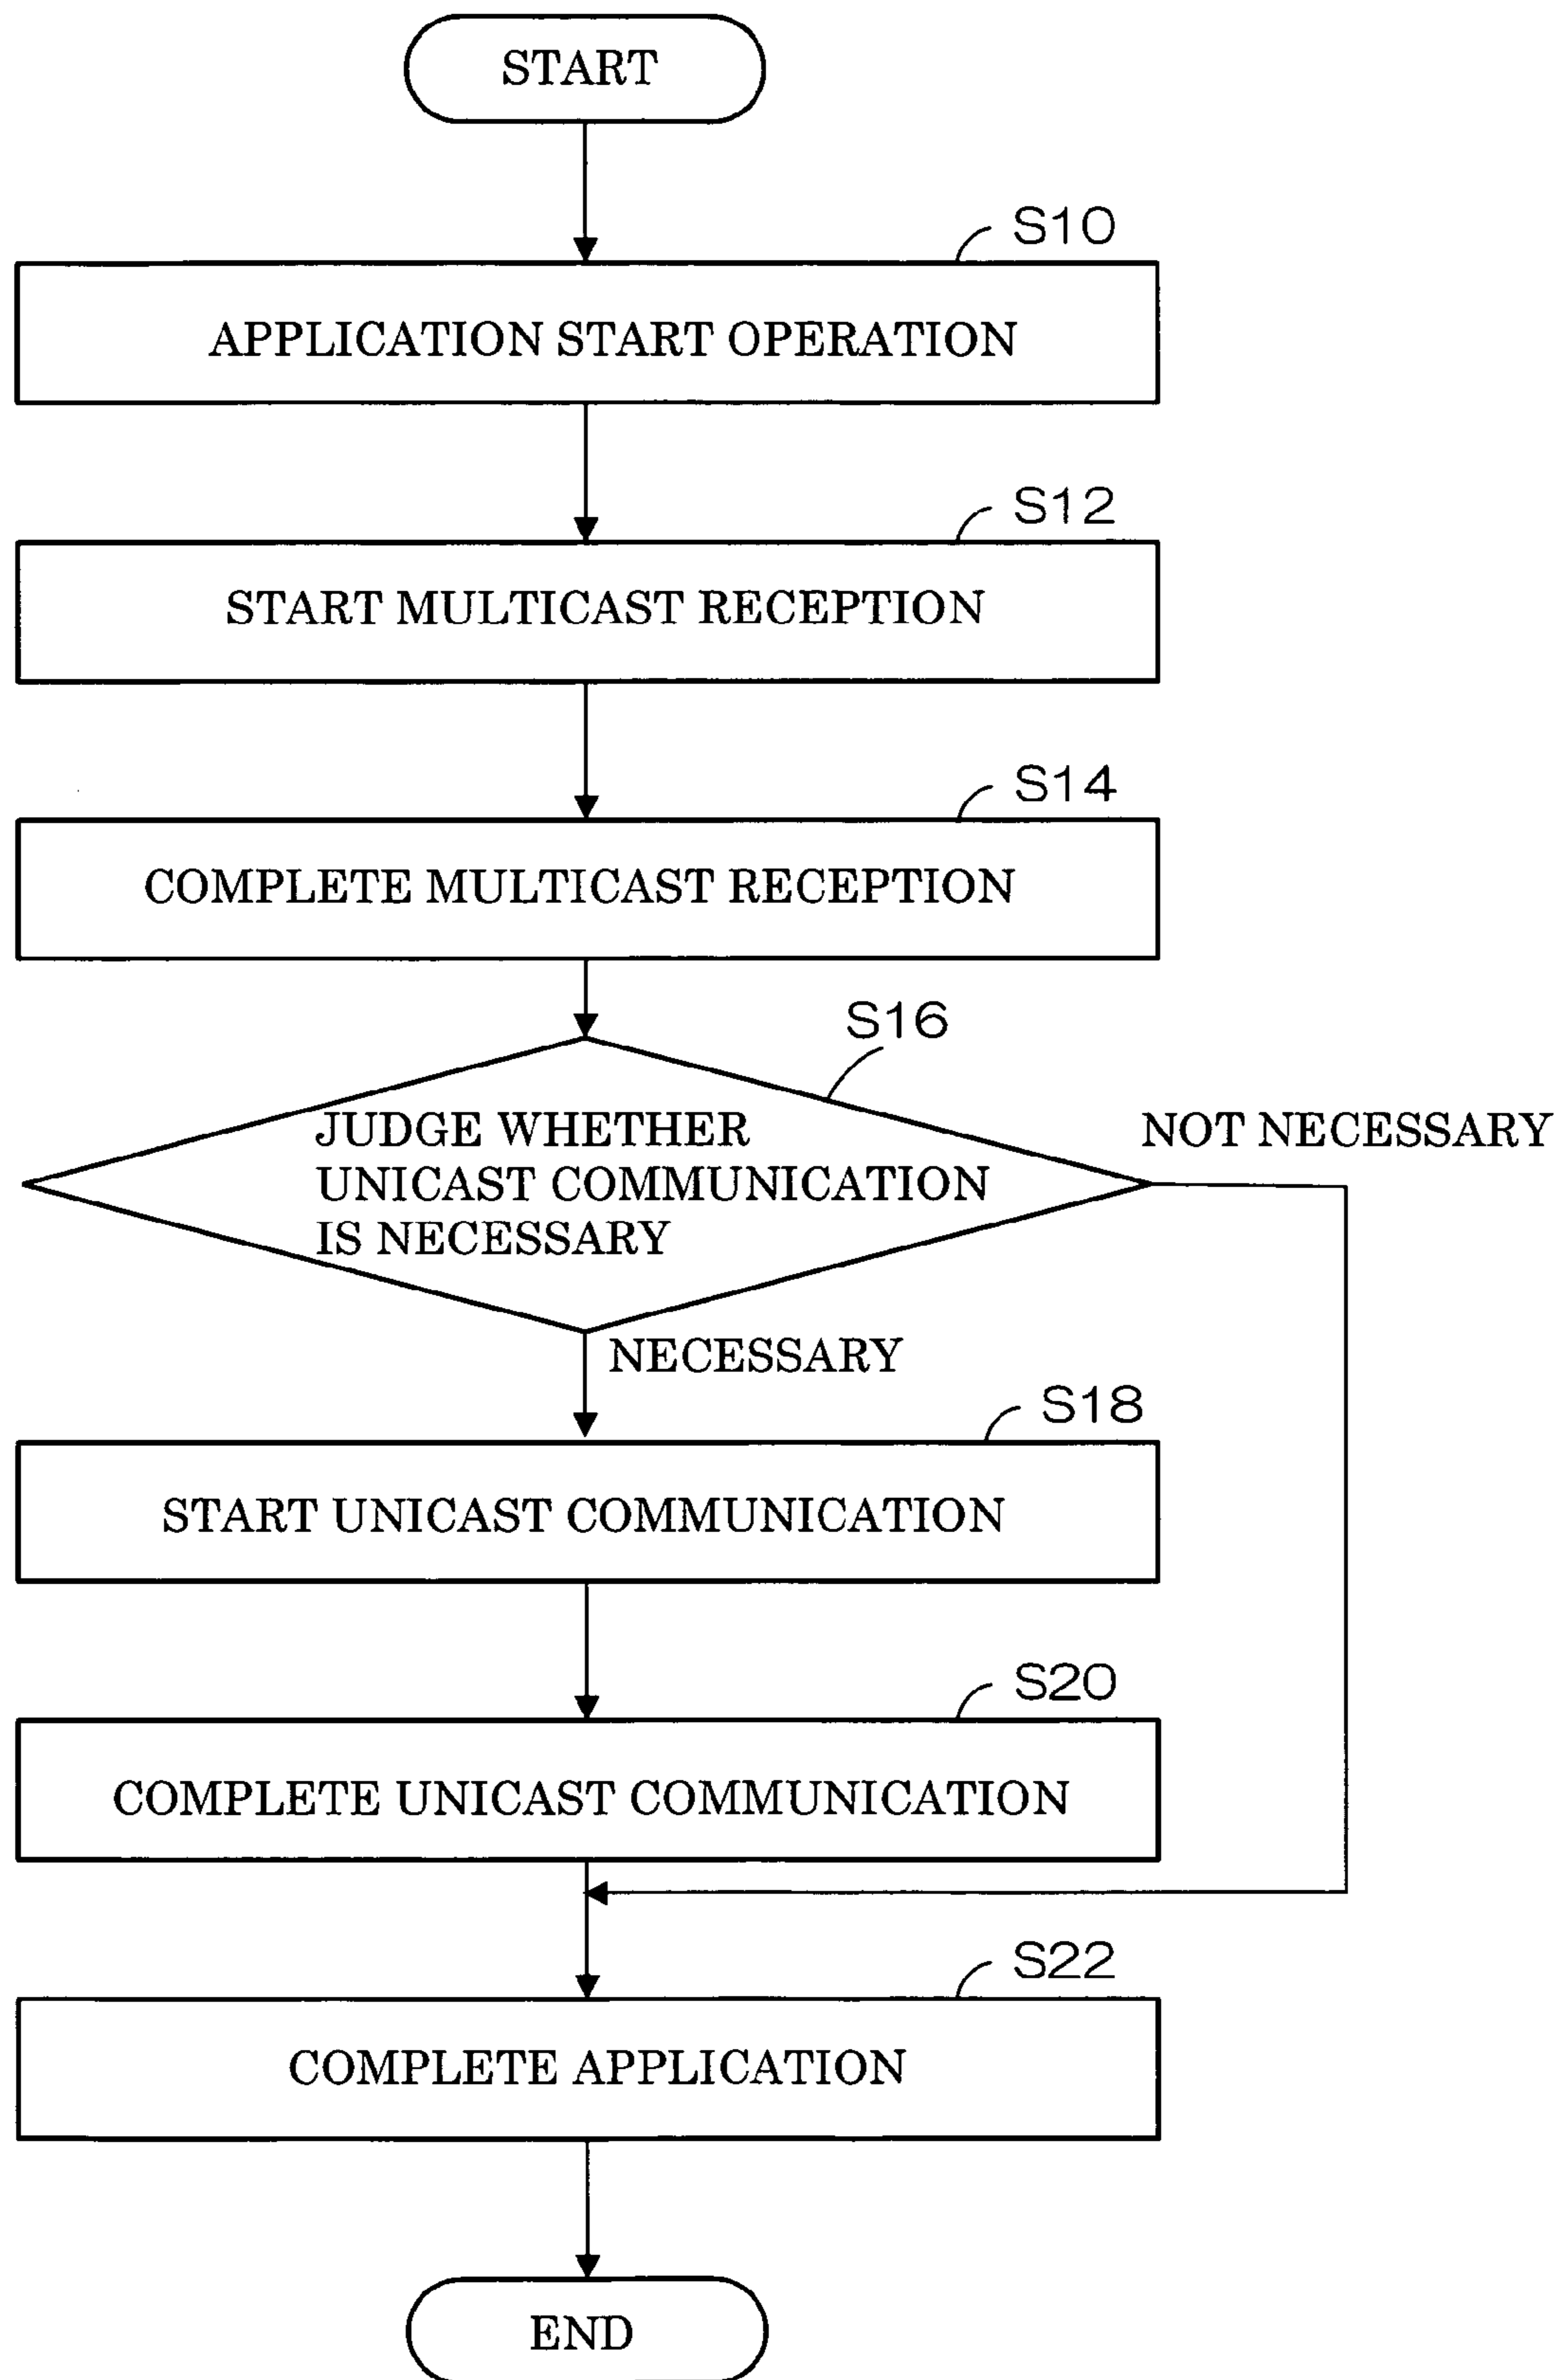 START
S10
APPLICATION START OPERATION
S12
START MULTICAST RECEPTION
S14
COMPLETE MULTICAST RECEPTION
S16
JUDGE WHETHER
UNICAST COMMUNICATION
IS NECESSARY
NOT NECESSARY
NECESSARY
S18
START UNICAST COMMUNICATION
S20
COMPLETE UNICAST COMMUNICATION
S22
COMPLETE APPLICATION
END